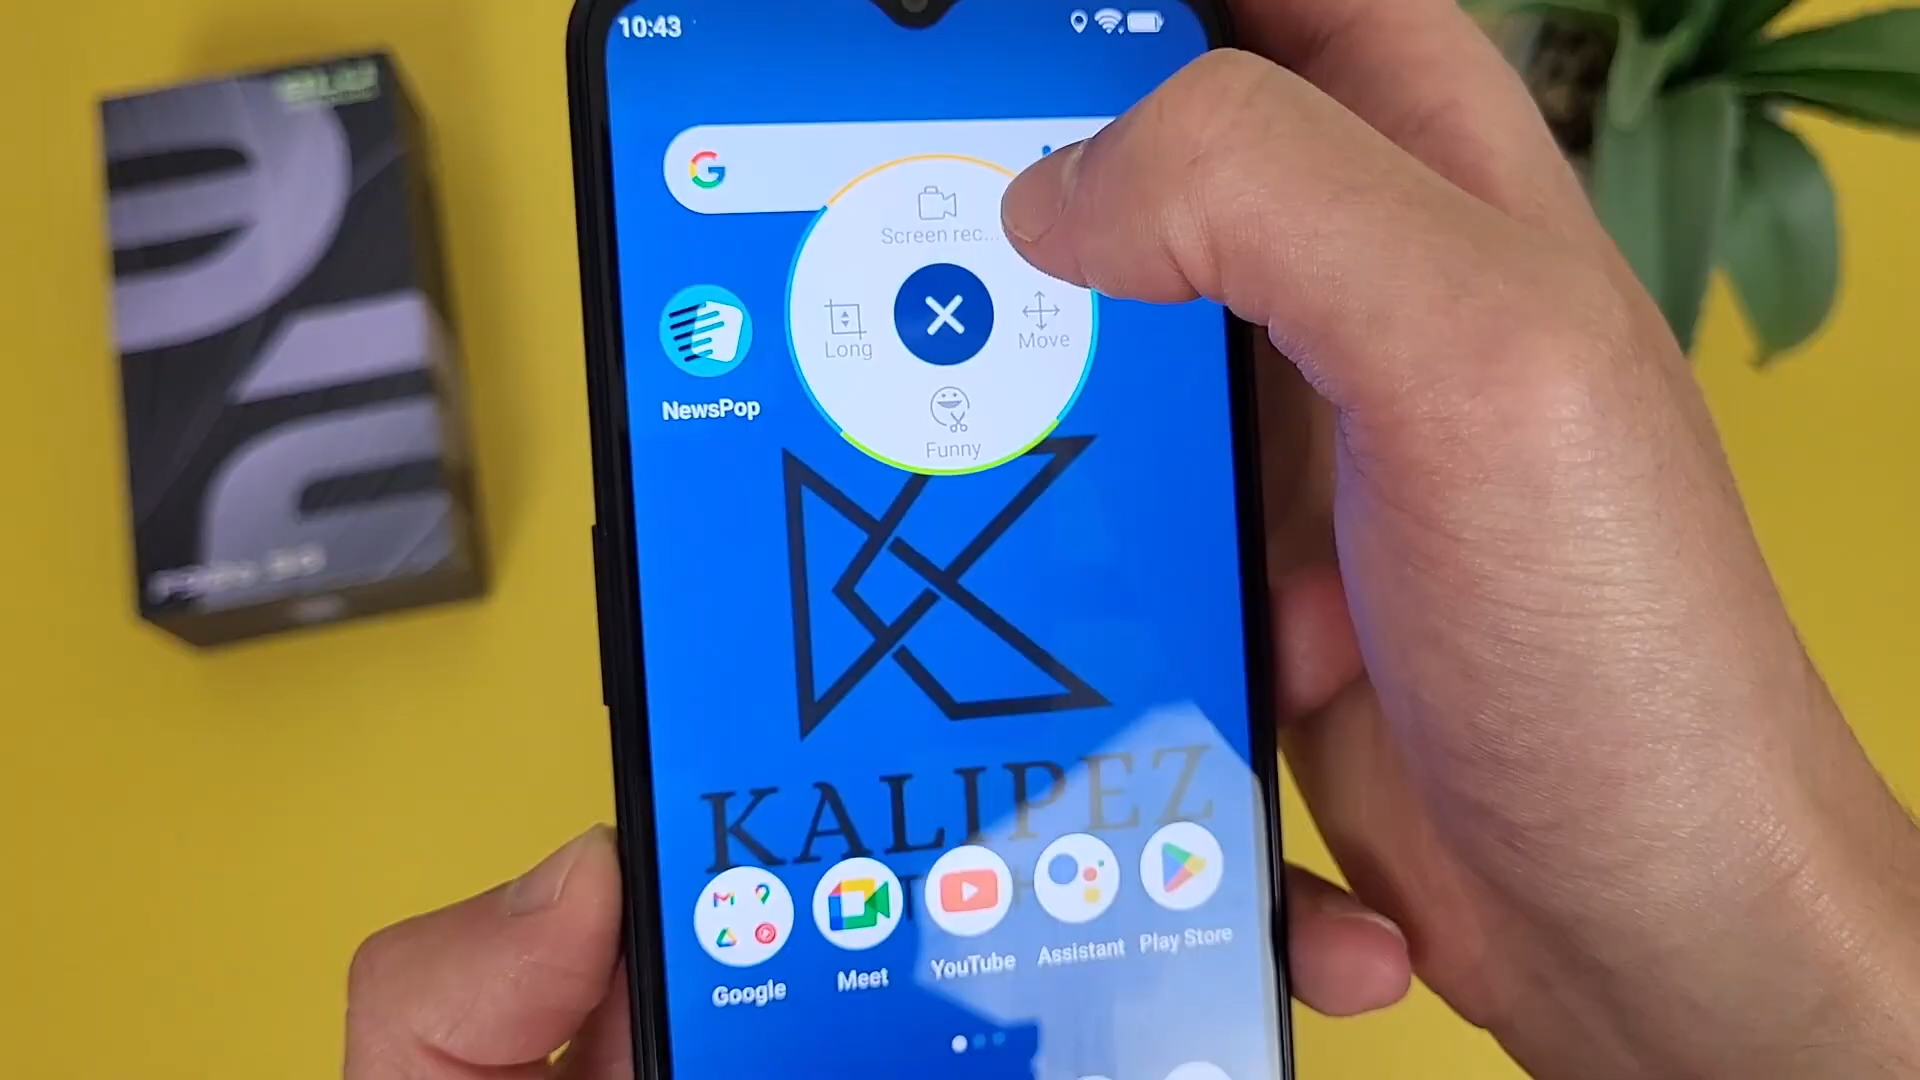 10:43
G
Screen rec...
Long
Move
NewsPop
Funny
KALIPEZ
Google
Meet
YouTube
Assistant
Play Store